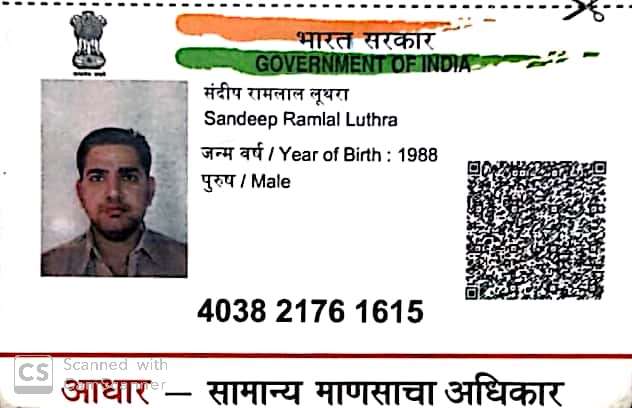 भारत सरकार
GOVERNMENT OF INDIA
संदीप रामलाल लूथरा
Sandeep Ramlal Luthra
जन्म वर्ष / Year of Birth : 1988
पुरुष / Male
4038 2176 1615
CS Scanned with
CamScanner
आधार — सामान्य माणसाचा अधिकार